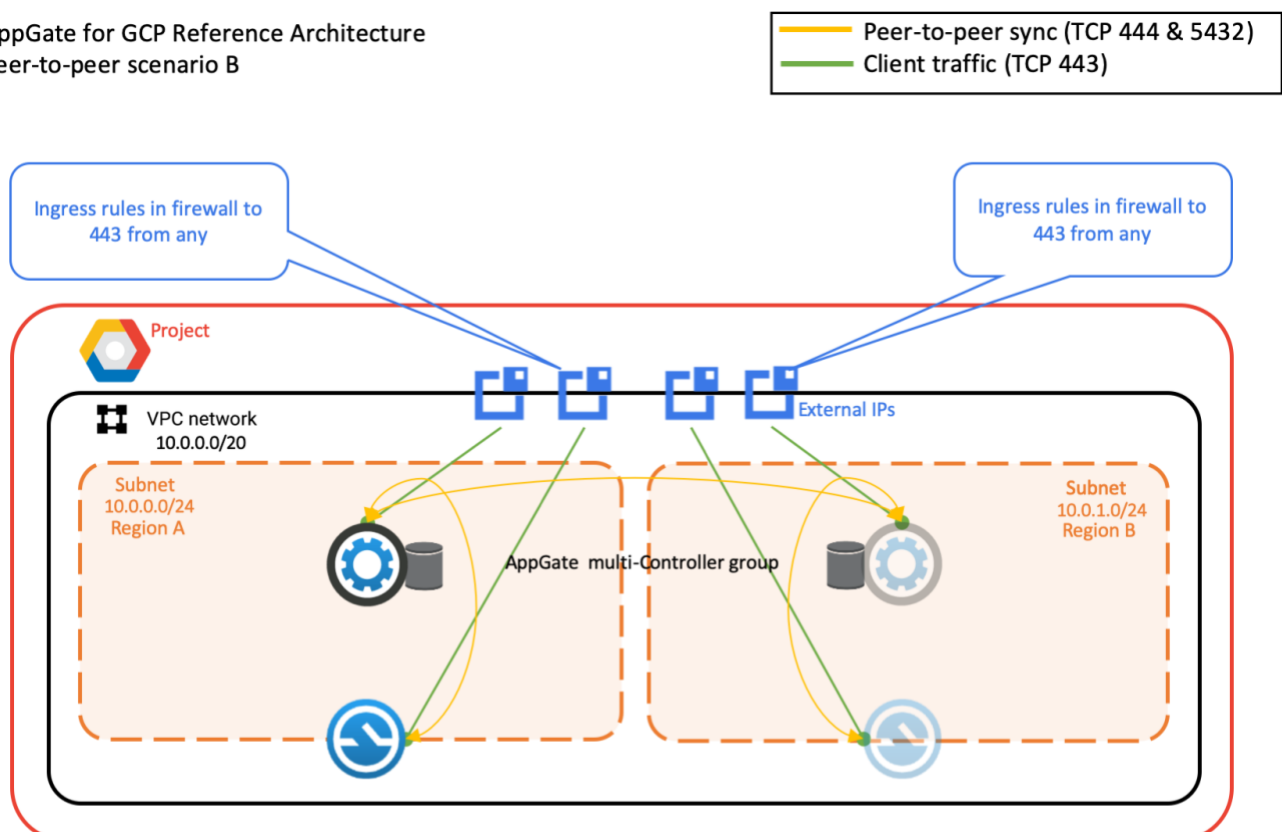 ppGate for GCP Reference Architecture
eer-to-peer scenario B
Peer-to-peer sync (TCP 444 & 5432)
Client traffic (TCP 443)
Ingress rules in firewall to
443 from any
Ingress rules in firewall to
443 from any
Project
VPC network
10.0.0.0/20
External IPs
Subnet
10.0.0.0/24
Region A
Subnet
10.0.1.0/24
Region B
AppGate multi-Controller group